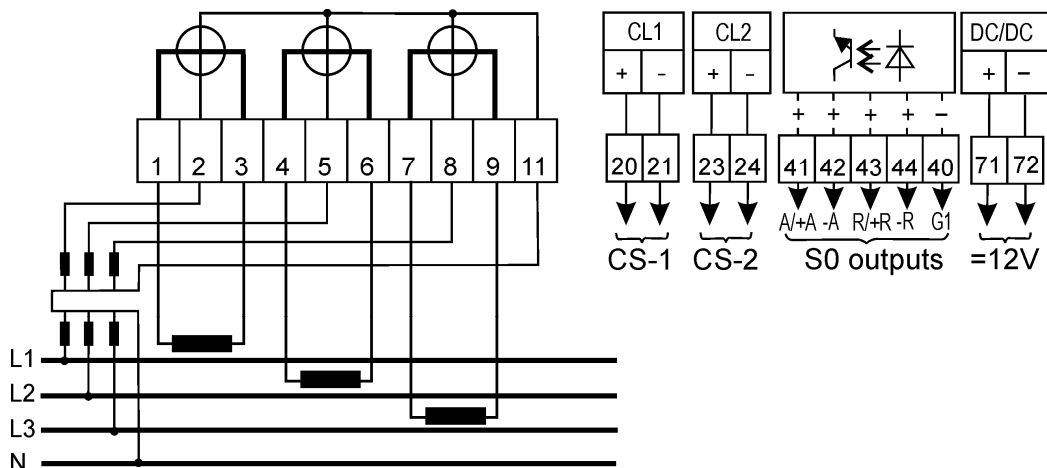 CL1 CL2 DC/DC
+ - + - + −
+ + + + −
1 2 3 4 5 6 7 8 9 11
20 21 23 24 41 42 43 44 40 71 72
A/+A -A R/+R -R G1
CS-1 CS-2 S0 outputs =12V
L1
L2
L3
N